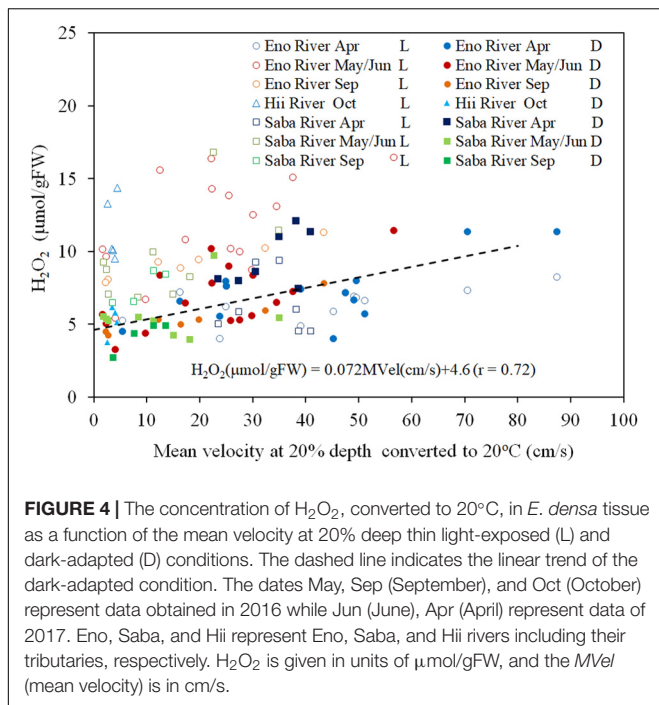 25
20
15
10
5
0
H₂O₂ (μmol/gFW)
Eno River Apr L Eno River Apr D
Eno River May/Jun L Eno River May/Jun D
Eno River Sep L Eno River Sep D
Hii River Oct L Hii River Oct D
Saba River Apr L Saba River Apr D
Saba River May/Jun L Saba River May/Jun D
Saba River Sep L Saba River Sep D
H₂O₂(μmol/gFW) = 0.072MVel(cm/s)+4.6 (r = 0.72)
0 10 20 30 40 50 60 70 80 90 100
Mean velocity at 20% depth converted to 20°C (cm/s)
FIGURE 4 | The concentration of H₂O₂, converted to 20°C, in E. densa tissue
as a function of the mean velocity at 20% deep thin light-exposed (L) and
dark-adapted (D) conditions. The dashed line indicates the linear trend of the
dark-adapted condition. The dates May, Sep (September), and Oct (October)
represent data obtained in 2016 while Jun (June), Apr (April) represent data of
2017. Eno, Saba, and Hii represent Eno, Saba, and Hii rivers including their
tributaries, respectively. H₂O₂ is given in units of μmol/gFW, and the MVel
(mean velocity) is in cm/s.